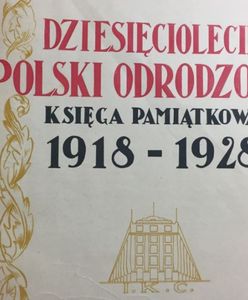 DZIESIĘCIOLECI
POLSKI ODRODZO
KSIĘGA PAMIĄTKOWA
1918 - 1928
I.K.C.